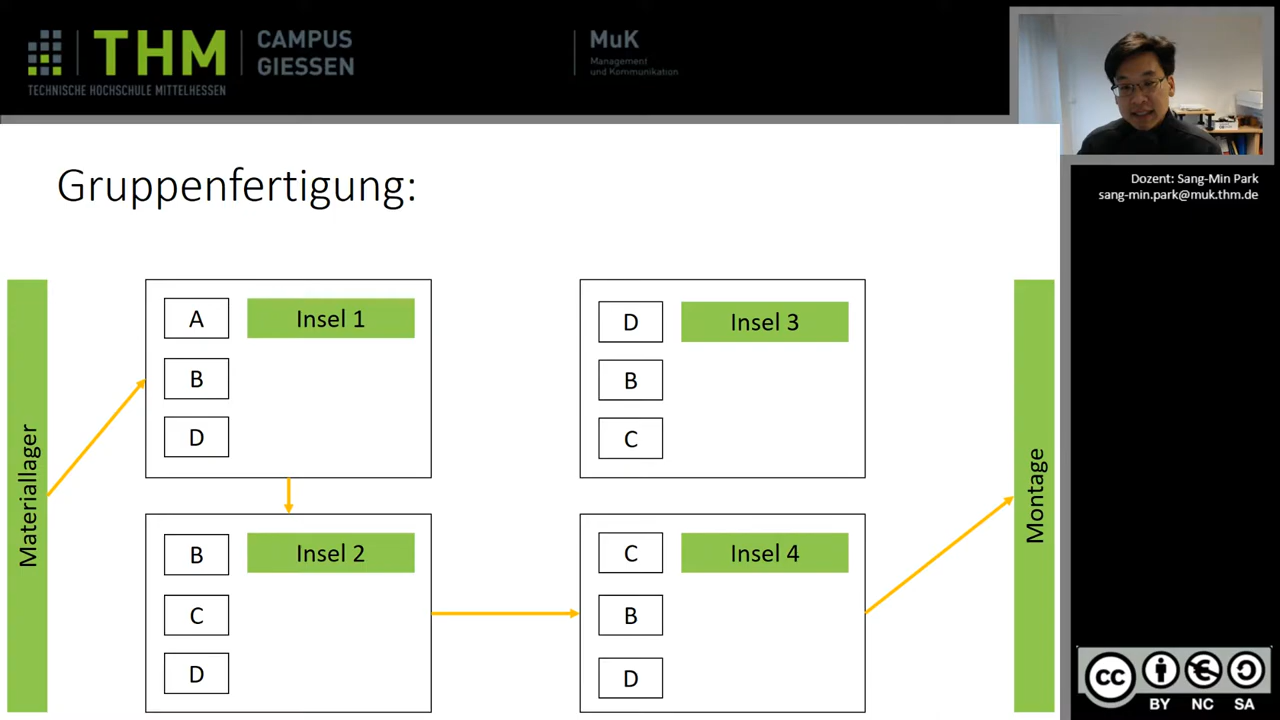 THM
CAMPUS
GIESSEN
TECHNISCHE HOCHSCHULE MITTELHESSEN
MuK
Management
und Kommunikation
Dozent: Sang-Min Park
sang-min.park@muk.thm.de
Gruppenfertigung:
Materiallager
A
Insel 1
B
D
B
Insel 2
C
D
D
Insel 3
B
C
C
Insel 4
B
D
Montage
CC
BY NC SA